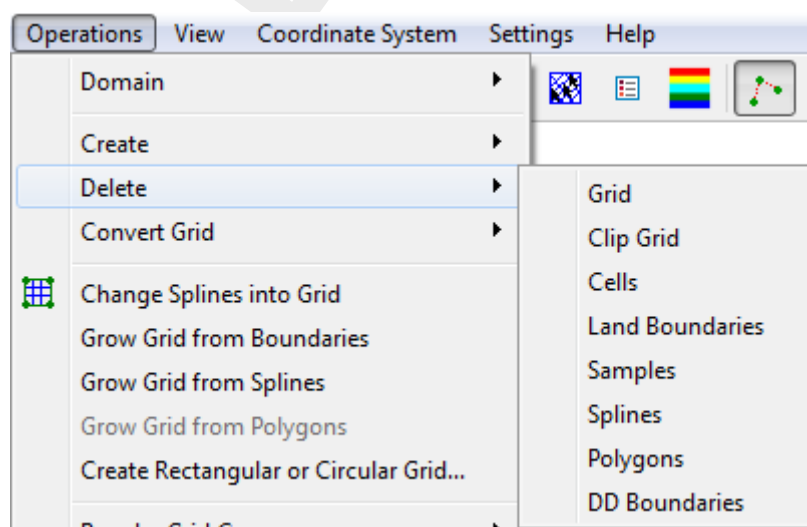 Operations View Coordinate System Settings Help
Domain
Create
Delete
Convert Grid
Change Splines into Grid
Grow Grid from Boundaries
Grow Grid from Splines
Grow Grid from Polygons
Create Rectangular or Circular Grid...
Grid
Clip Grid
Cells
Land Boundaries
Samples
Splines
Polygons
DD Boundaries